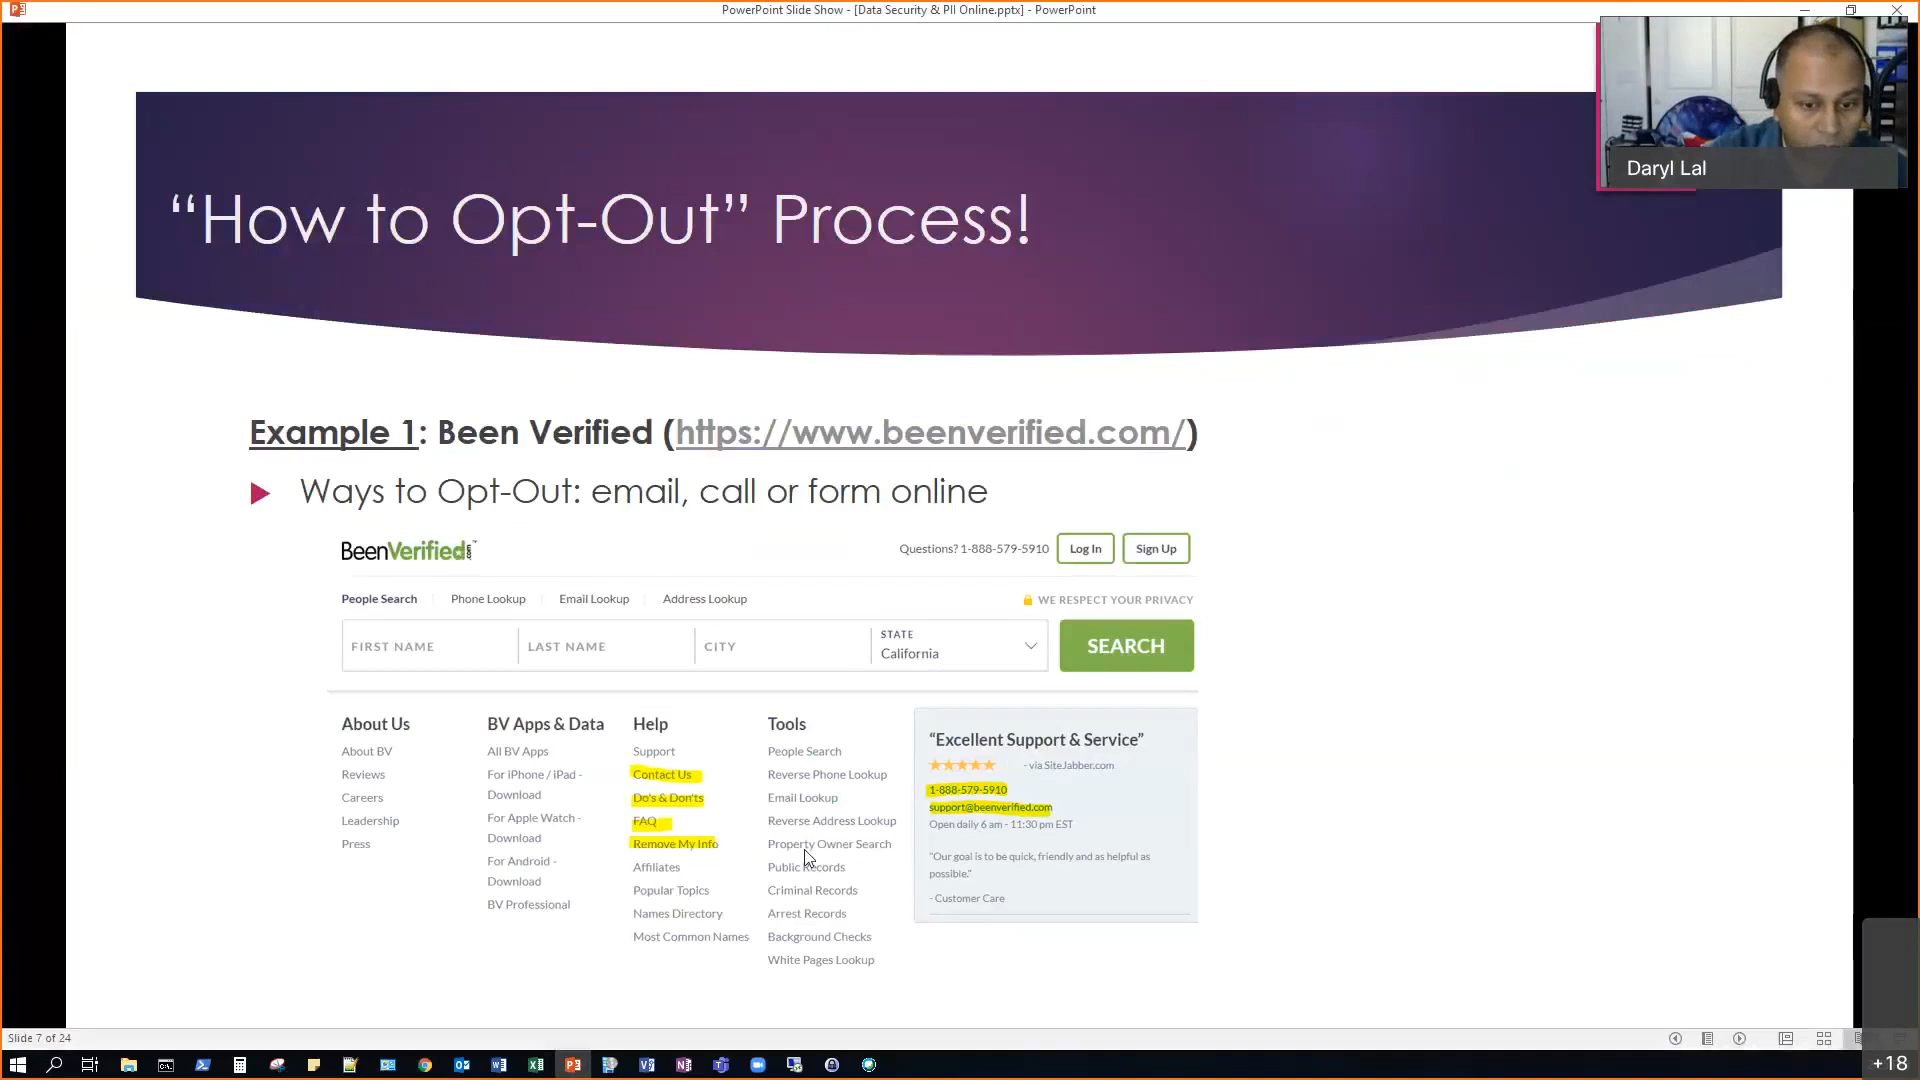 PowerPoint Slide Show - [Data Security & PII Online.pptx] - PowerPoint
Daryl Lal
“How to Opt-Out” Process!
Example 1: Been Verified (https://www.beenverified.com/)
Ways to Opt-Out: email, call or form online
BeenVerified.com™
Questions? 1-888-579-5910
Log In
Sign Up
People Search
Phone Lookup
Email Lookup
Address Lookup
WE RESPECT YOUR PRIVACY
FIRST NAME
LAST NAME
CITY
STATE
California
SEARCH
About Us
About BV
Reviews
Careers
Leadership
Press
BV Apps & Data
All BV Apps
For iPhone / iPad -
Download
For Apple Watch -
Download
For Android -
Download
BV Professional
Help
Support
Contact Us
Do's & Don'ts
FAQ
Remove My Info
Affiliates
Popular Topics
Names Directory
Most Common Names
Tools
People Search
Reverse Phone Lookup
Email Lookup
Reverse Address Lookup
Property Owner Search
Public Records
Criminal Records
Arrest Records
Background Checks
White Pages Lookup
“Excellent Support & Service”
- via SiteJabber.com
1-888-579-5910
support@beenverified.com
Open daily 6 am - 11:30 pm EST
"Our goal is to be quick, friendly and as helpful as
possible."
- Customer Care
Slide 7 of 24
+18